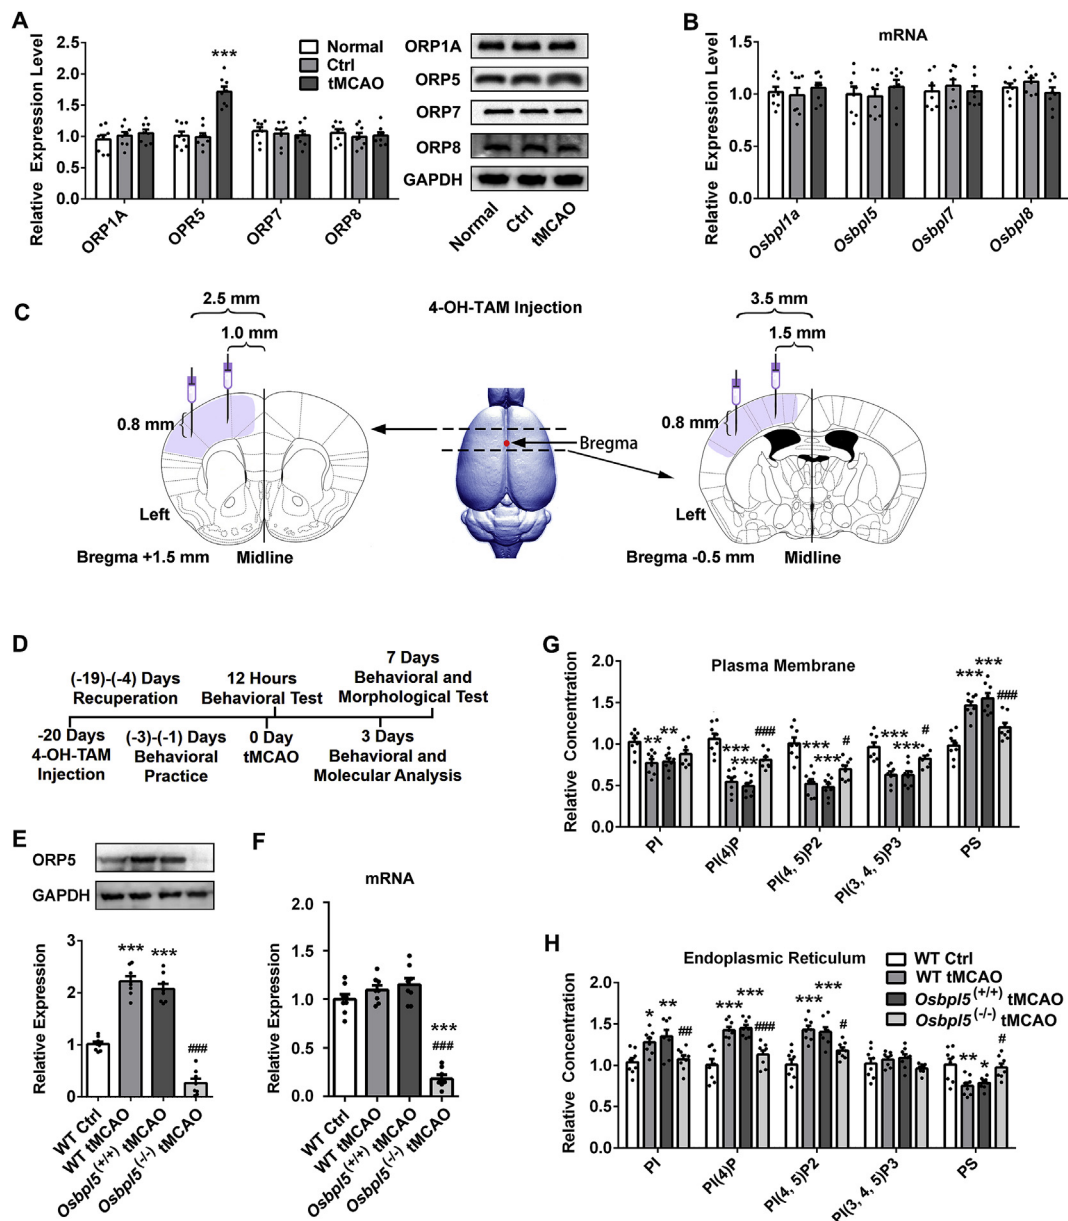 A
Relative Expression Level
2.5
2.0
1.5
1.0
0.5
0.0
***
Normal
Ctrl
tMCAO
ORP1A
OPR5
ORP7
ORP8
ORP1A
ORP5
ORP7
ORP8
GAPDH
Normal
Ctrl
tMCAO
B
mRNA
Relative Expression Level
1.5
1.0
0.5
0.0
Osbpl1a
Osbpl5
Osbpl7
Osbpl8
C
4-OH-TAM Injection
2.5 mm
1.0 mm
0.8 mm
Left
Bregma +1.5 mm
Midline
Bregma
3.5 mm
1.5 mm
0.8 mm
Left
Bregma -0.5 mm
Midline
D
(-19)-(-4) Days
Recuperation
12 Hours
Behavioral Test
7 Days
Behavioral and
Morphological Test
-20 Days
4-OH-TAM
Injection
(-3)-(-1) Days
Behavioral
Practice
0 Day
tMCAO
3 Days
Behavioral and
Molecular Analysis
E
ORP5
GAPDH
Relative Expression
3
2
1
0
***
***
###
WT Ctrl
WT tMCAO
Osbpl5(+/+) tMCAO
Osbpl5(-/-) tMCAO
F
mRNA
Relative Expression
2.0
1.5
1.0
0.5
0.0
***
###
WT Ctrl
WT tMCAO
Osbpl5(+/+) tMCAO
Osbpl5(-/-) tMCAO
G
Plasma Membrane
Relative Concentration
2.0
1.5
1.0
0.5
0.0
**
**
***
***
###
***
***
#
***
***
#
***
***
###
PI
PI(4)P
PI(4, 5)P2
PI(3, 4, 5)P3
PS
H
Endoplasmic Reticulum
WT Ctrl
WT tMCAO
Osbpl5(+/+) tMCAO
Osbpl5(-/-) tMCAO
Relative Concentration
2.0
1.5
1.0
0.5
0.0
*
**
##
***
***
###
***
***
#
**
*
#
PI
PI(4)P
PI(4, 5)P2
PI(3, 4, 5)P3
PS